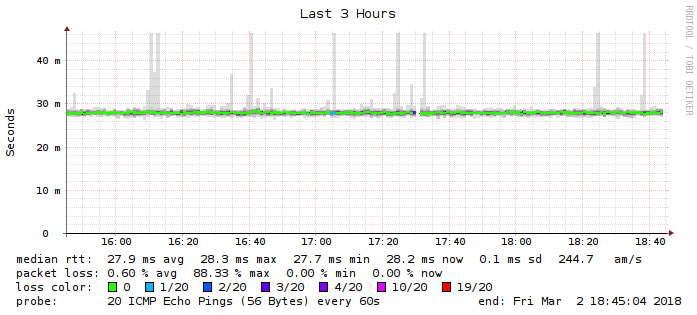 Last 3 Hours
RRDTOOL / TOBI OETIKER
Seconds
40 m
30 m
20 m
10 m
0
16:00 16:20 16:40 17:00 17:20 17:40 18:00 18:20 18:40
median rtt: 27.9 ms avg 28.3 ms max 27.7 ms min 28.2 ms now 0.1 ms sd 244.7 am/s
packet loss: 0.60 % avg 88.33 % max 0.00 % min 0.00 % now
loss color: 0 1/20 2/20 3/20 4/20 10/20 19/20
probe: 20 ICMP Echo Pings (56 Bytes) every 60s end: Fri Mar 2 18:45:04 2018